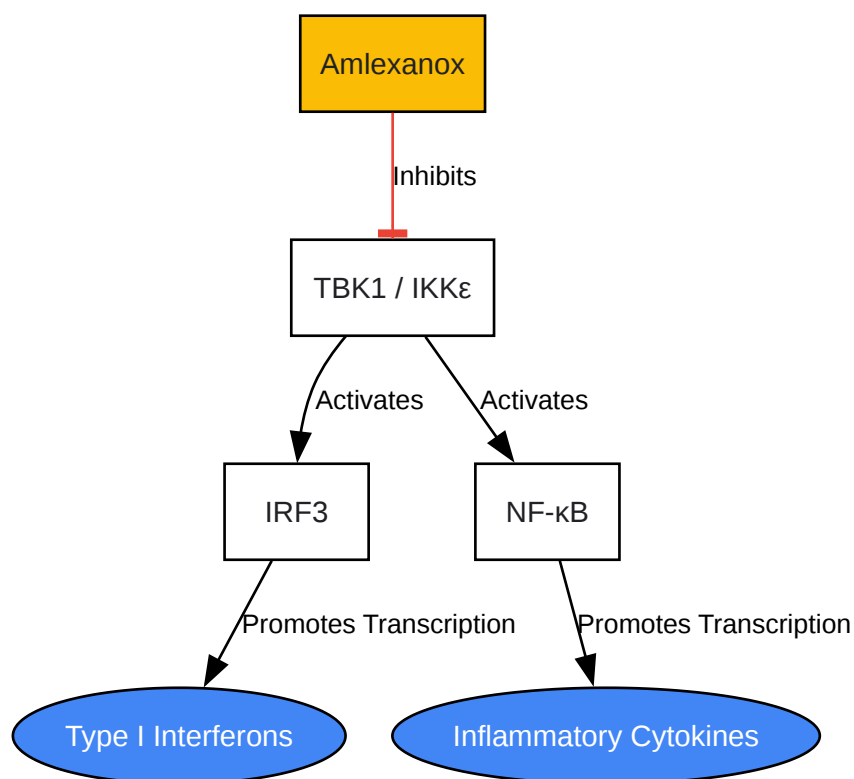 Amlexanox
Inhibits
TBK1 / IKKε
Activates
Activates
IRF3
NF-κB
Promotes Transcription
Promotes Transcription
Type I Interferons
Inflammatory Cytokines